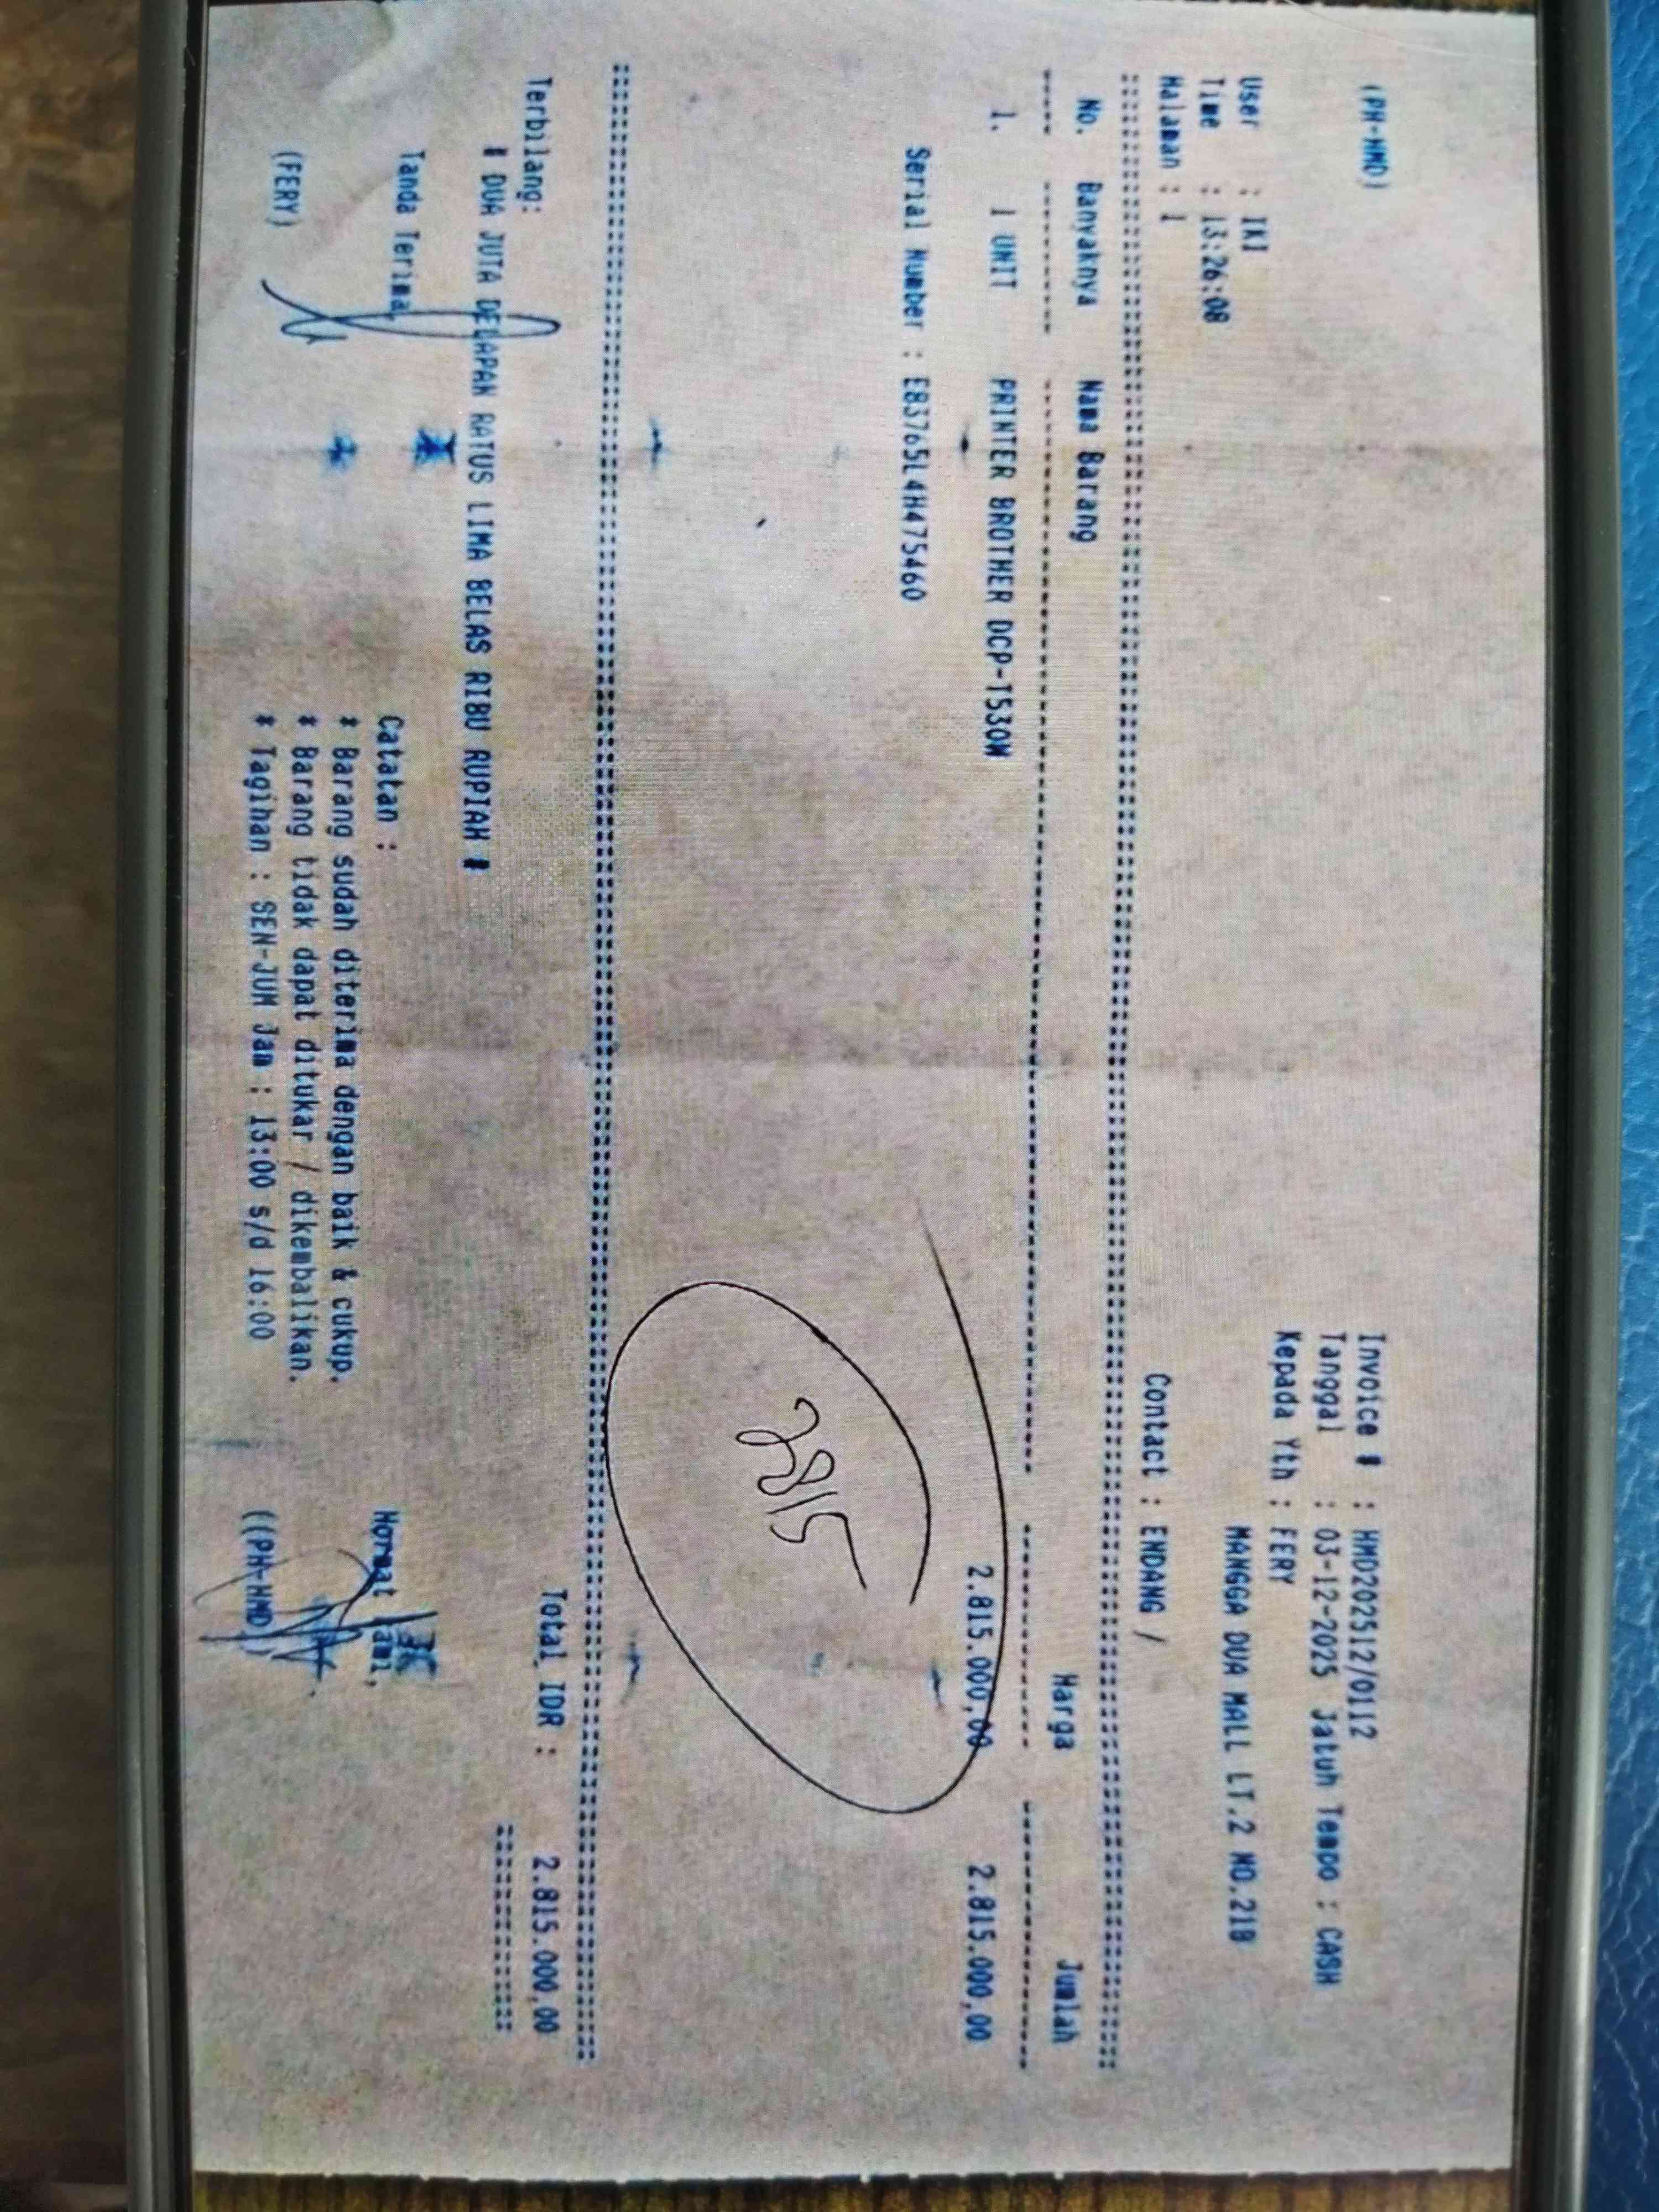 (PH-HMD)
Invoice # : HMD202512/0112
Tanggal : 03-12-2025 Jatuh Tempo : CASH
Kepada Yth : FERY
User : IKI
Time : 13:26:08
MANGGA DUA MALL LT.2 NO.21B
Halaman : 1
Contact : ENDANG /
No. Banyaknya Nama Barang Harga Jumlah
1. 1 UNIT PRINTER BROTHER DCP-T530W 2.815.000,00 2.815.000,00
Serial Number : E83765L4H475460
2815
Terbilang: Total IDR : 2.815.000,00
# DUA JUTA DELAPAN RATUS LIMA BELAS RIBU RUPIAH #
Tanda Terima, Catatan : Hormat Kami,
* Barang sudah diterima dengan baik & cukup.
* Barang tidak dapat ditukar / dikembalikan.
(FERY) * Tagihan : SEN-JUM Jam : 13:00 s/d 16:00 ((PH-HMD)